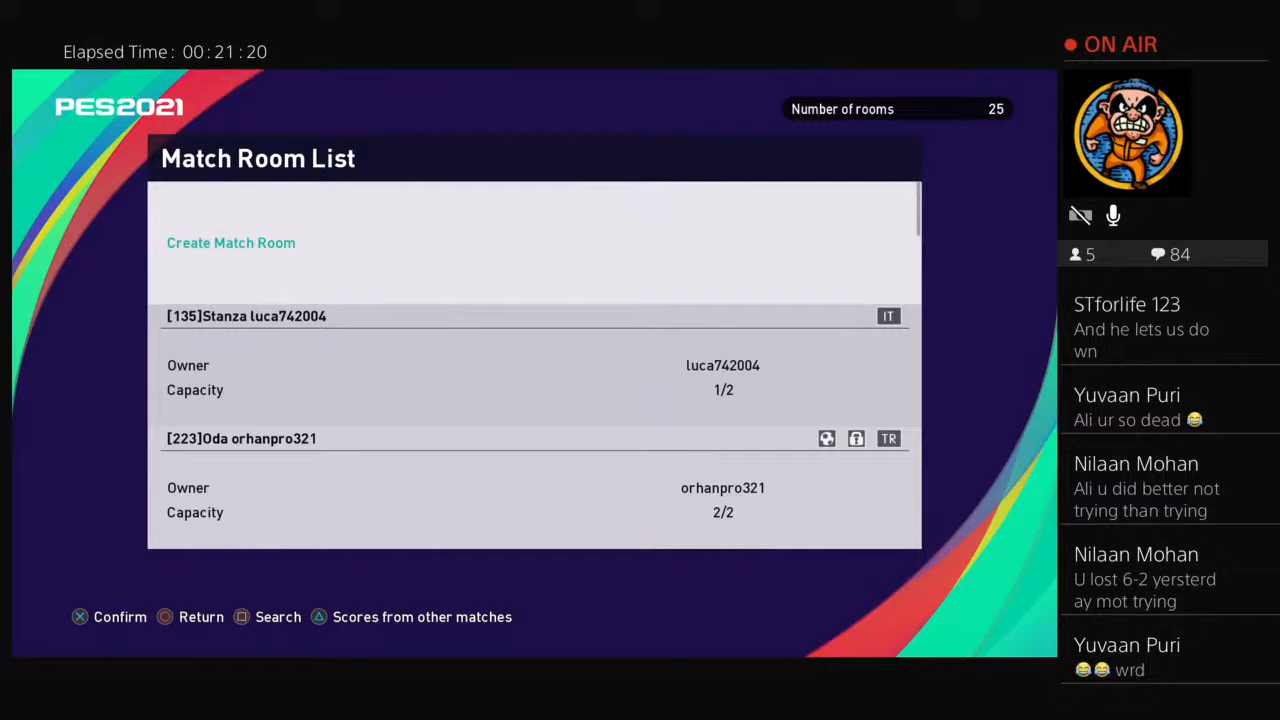 Elapsed Time: 00:21:20
ON AIR
PES2021
Number of rooms 25
Match Room List
Create Match Room
[135]Stanza luca742004 IT
Owner luca742004
Capacity 1/2
[223]Oda orhanpro321 TR
Owner orhanpro321
Capacity 2/2
Confirm Return Search Scores from other matches
5 84
STforlife 123
And he lets us do
wn
Yuvaan Puri
Ali ur so dead 😂
Nilaan Mohan
Ali u did better not
trying than trying
Nilaan Mohan
U lost 6-2 yersterd
ay mot trying
Yuvaan Puri
😂😂 wrd